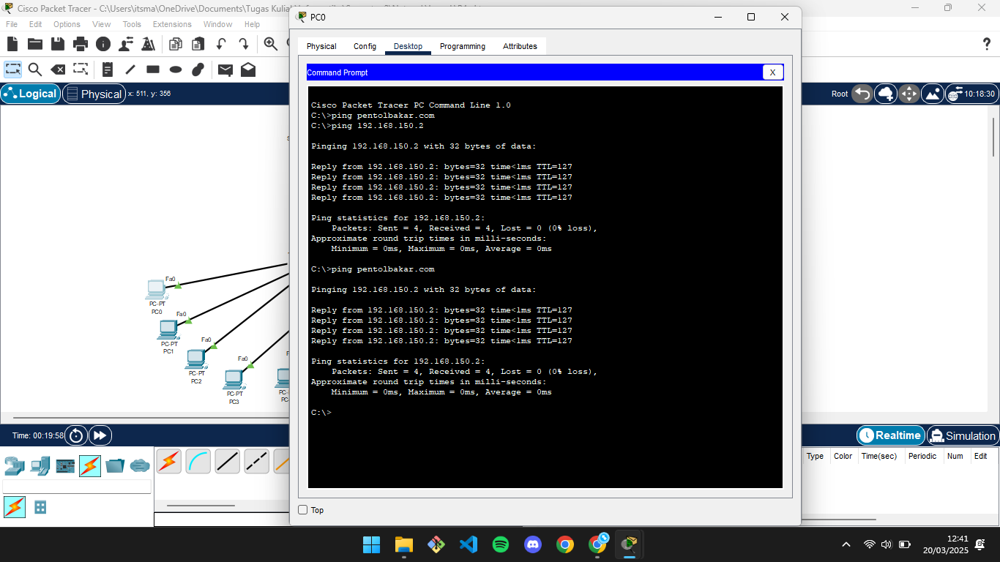 Cisco Packet Tracer - C:\Users\itsma\OneDrive\Documents\Tugas Kulia
PC0
File Edit Options View Tools Extensions Window Help
Physical Config Desktop Programming Attributes
Command Prompt
X
Logical Physical x: 511, y: 356
Root 10:18:30
Cisco Packet Tracer PC Command Line 1.0
C:\>ping pentolbakar.com
C:\>ping 192.168.150.2
Pinging 192.168.150.2 with 32 bytes of data:
Reply from 192.168.150.2: bytes=32 time<1ms TTL=127
Reply from 192.168.150.2: bytes=32 time<1ms TTL=127
Reply from 192.168.150.2: bytes=32 time<1ms TTL=127
Reply from 192.168.150.2: bytes=32 time<1ms TTL=127
Ping statistics for 192.168.150.2:
Packets: Sent = 4, Received = 4, Lost = 0 (0% loss),
Approximate round trip times in milli-seconds:
Minimum = 0ms, Maximum = 0ms, Average = 0ms
C:\>ping pentolbakar.com
Pinging 192.168.150.2 with 32 bytes of data:
Reply from 192.168.150.2: bytes=32 time<1ms TTL=127
Reply from 192.168.150.2: bytes=32 time<1ms TTL=127
Reply from 192.168.150.2: bytes=32 time<1ms TTL=127
Reply from 192.168.150.2: bytes=32 time<1ms TTL=127
Ping statistics for 192.168.150.2:
Packets: Sent = 4, Received = 4, Lost = 0 (0% loss),
Approximate round trip times in milli-seconds:
Minimum = 0ms, Maximum = 0ms, Average = 0ms
C:\>
Fa0
PC-PT
PC0
Fa0
PC-PT
PC1
Fa0
PC-PT
PC2
Fa0
PC-PT
PC3
Time: 00:19:58
Realtime Simulation
Type Color Time(sec) Periodic Num Edit
Top
12:41
20/03/2025